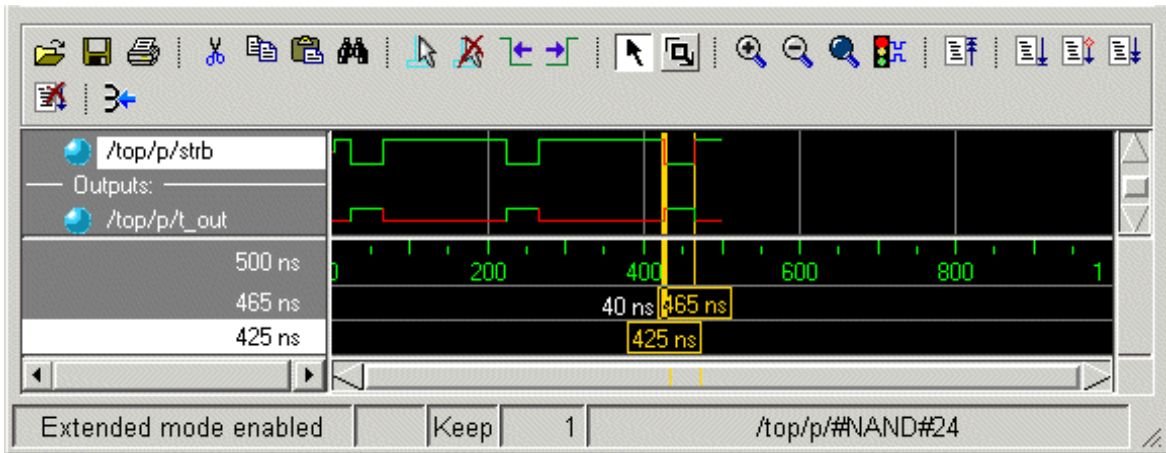 /top/p/strb
Outputs:
/top/p/t_out
500 ns
0 200 400 600 800 1
465 ns
40 ns 465 ns
425 ns
425 ns
Extended mode enabled Keep 1 /top/p/#NAND#24